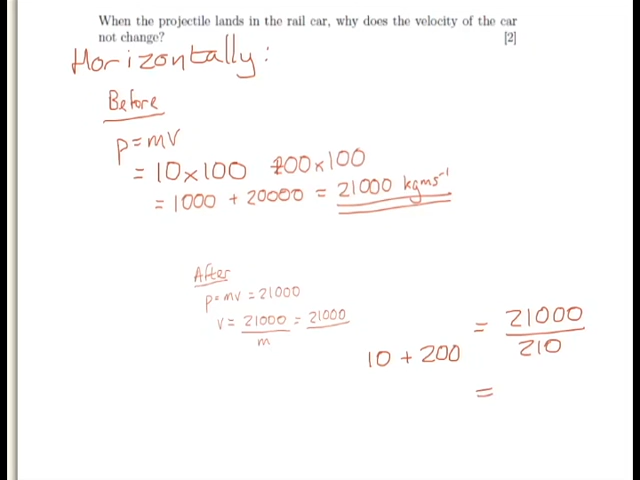 When the projectile lands in the rail car, why does the velocity of the car
not change? [2]
Horizontally:
Before
p=mv
= 10×100 200×100
= 1000 + 20000 = 21000 kgms⁻¹
After
p=mv = 21000
v = 21000/m = 21000
10 + 200 = 21000/210
=